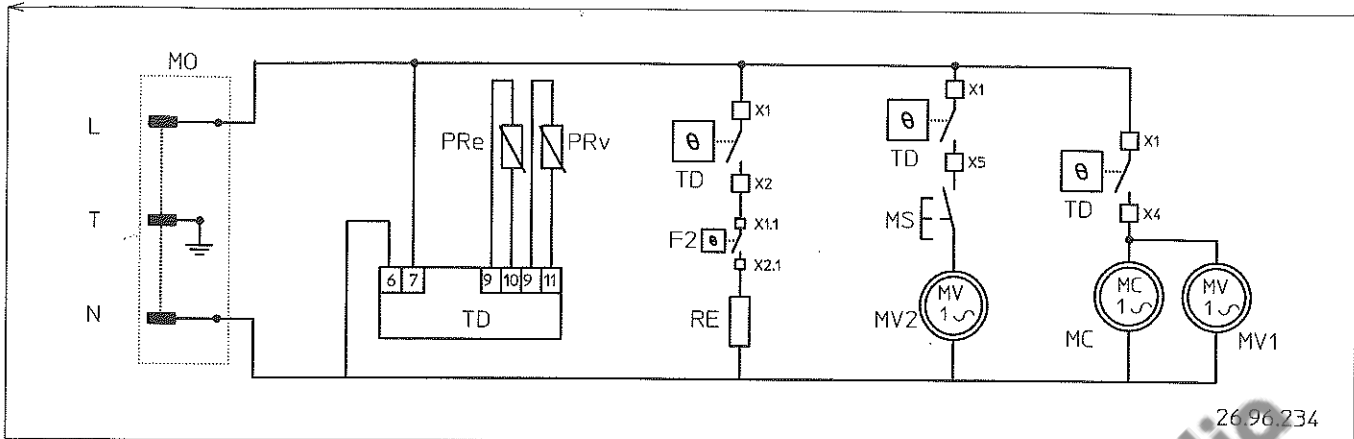 MO
L
T
N
PRe
PRv
6 7 9 10 9 11
TD
X1
θ
TD
X2
X1.1
F2 θ
X2.1
RE
X1
θ
TD
X5
MS
MV
1
MV2
X1
θ
TD
X4
MC
1
MC
MV
1
MV1
26.96.234